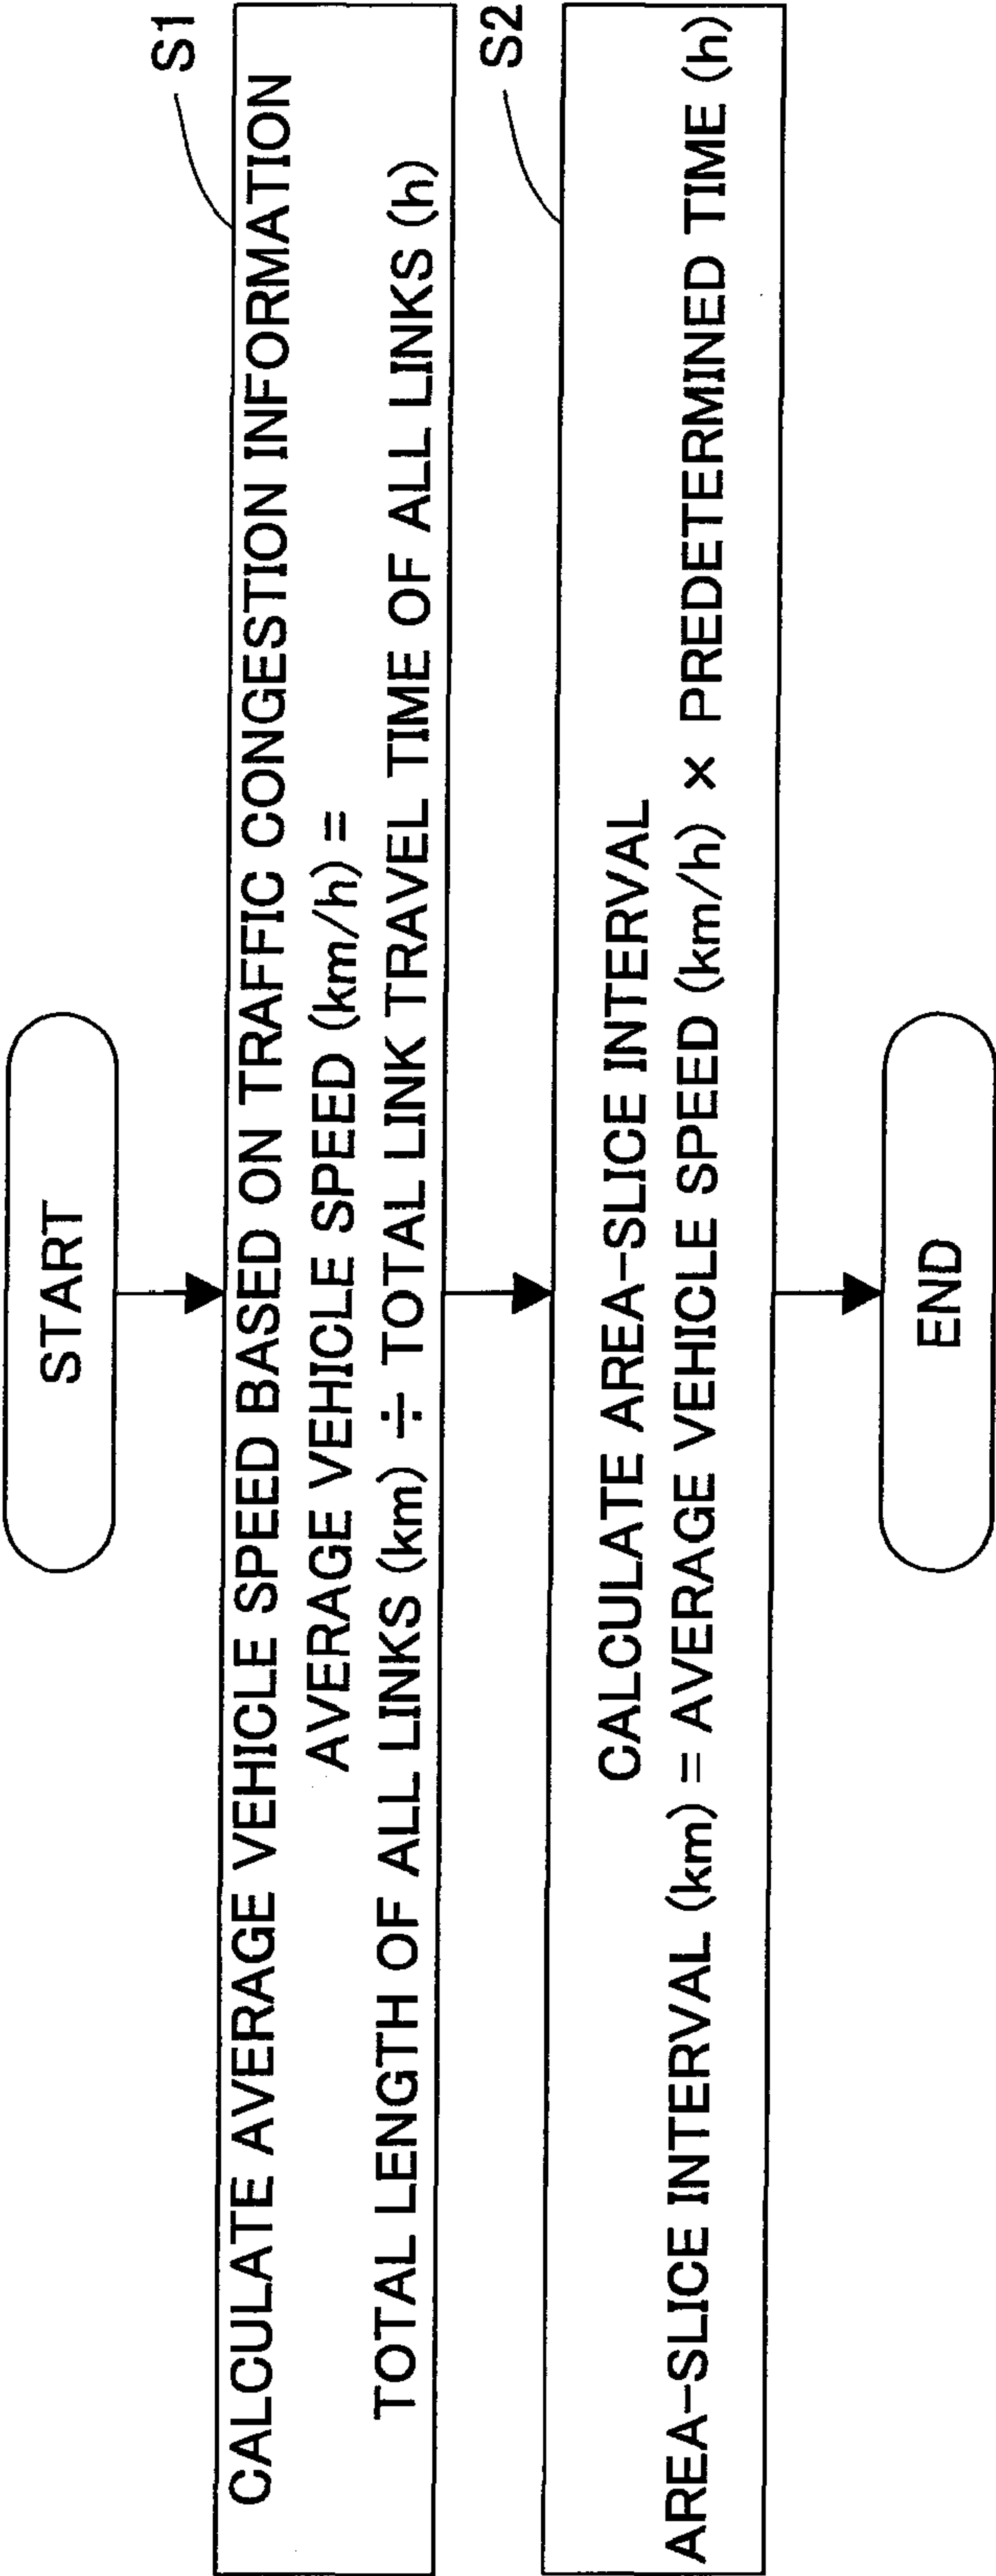 START
S1
CALCULATE AVERAGE VEHICLE SPEED BASED ON TRAFFIC CONGESTION INFORMATION
AVERAGE VEHICLE SPEED (km/h) =
TOTAL LENGTH OF ALL LINKS (km) ÷ TOTAL LINK TRAVEL TIME OF ALL LINKS (h)
S2
CALCULATE AREA-SLICE INTERVAL
AREA-SLICE INTERVAL (km) = AVERAGE VEHICLE SPEED (km/h) × PREDETERMINED TIME (h)
END